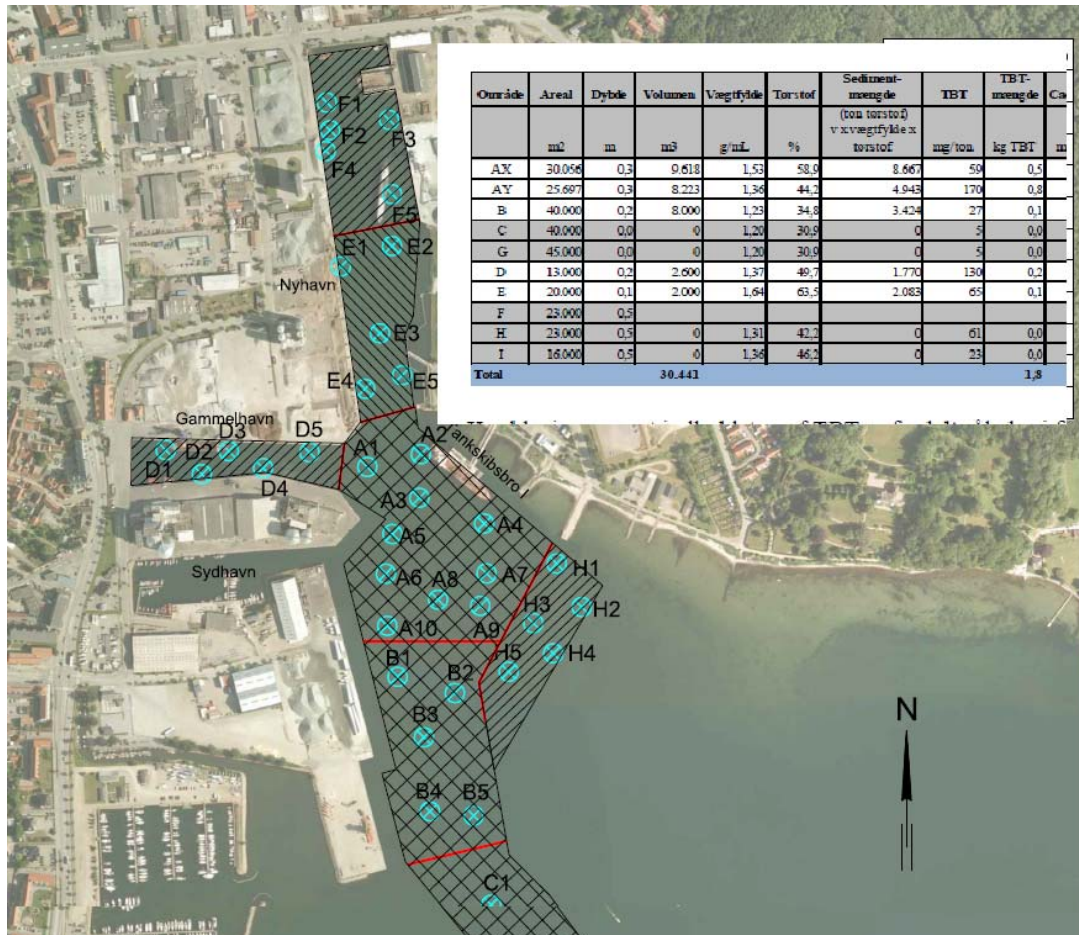 Område Areal Dybde Volumen Vægtfylde Tørstof Sediment-mængde TBT TBT-mængde
(ton tørstof) v x vægtfylde x tørstof
m2 m m3 g/mL % mg/ton kg TBT
AX 30.056 0,3 9.618 1,53 58,9 8.667 59 0,5
AY 25.697 0,3 8.223 1,36 44,2 4.943 170 0,8
B 40.000 0,2 8.000 1,23 34,8 3.424 27 0,1
C 40.000 0,0 0 1,20 30,9 0 5 0,0
G 45.000 0,0 0 1,20 30,9 0 5 0,0
D 13.000 0,2 2.600 1,37 49,7 1.770 130 0,2
E 20.000 0,1 2.000 1,64 63,5 2.083 65 0,1
F 23.000 0,5
H 23.000 0,5 0 1,31 42,2 0 61 0,0
I 16.000 0,5 0 1,36 46,2 0 23 0,0
Total 30.441 1,8
F1
F2
F3
F4
F5
E1
E2
Nyhavn
E3
E4
E5
Gammelhavn
D1
D2
D3
D4
D5
A1
A2
Tankskibsbro I
A3
A4
A5
Sydhavn
A6
A7
A8
A9
A10
H1
H2
H3
H4
H5
B1
B2
B3
B4
B5
C1
N